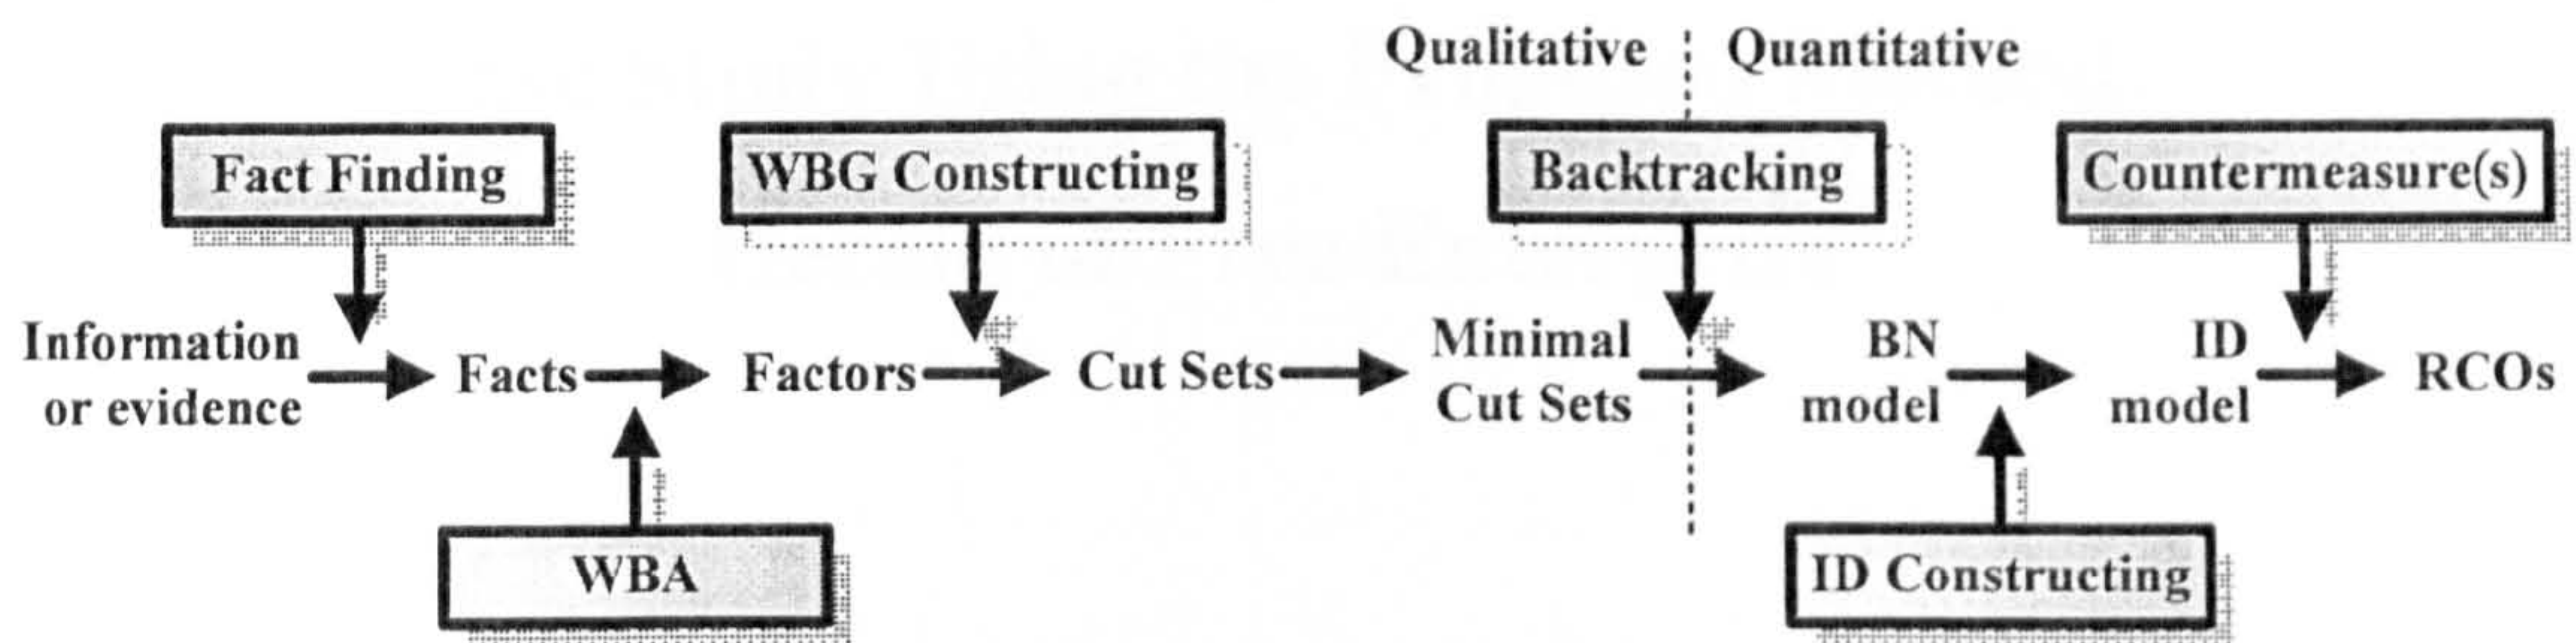 Qualitative Quantitative
Fact Finding WBG Constructing Backtracking Countermeasure(s)
Information or evidence Facts Factors Cut Sets Minimal Cut Sets BN model ID model RCOs
WBA ID Constructing